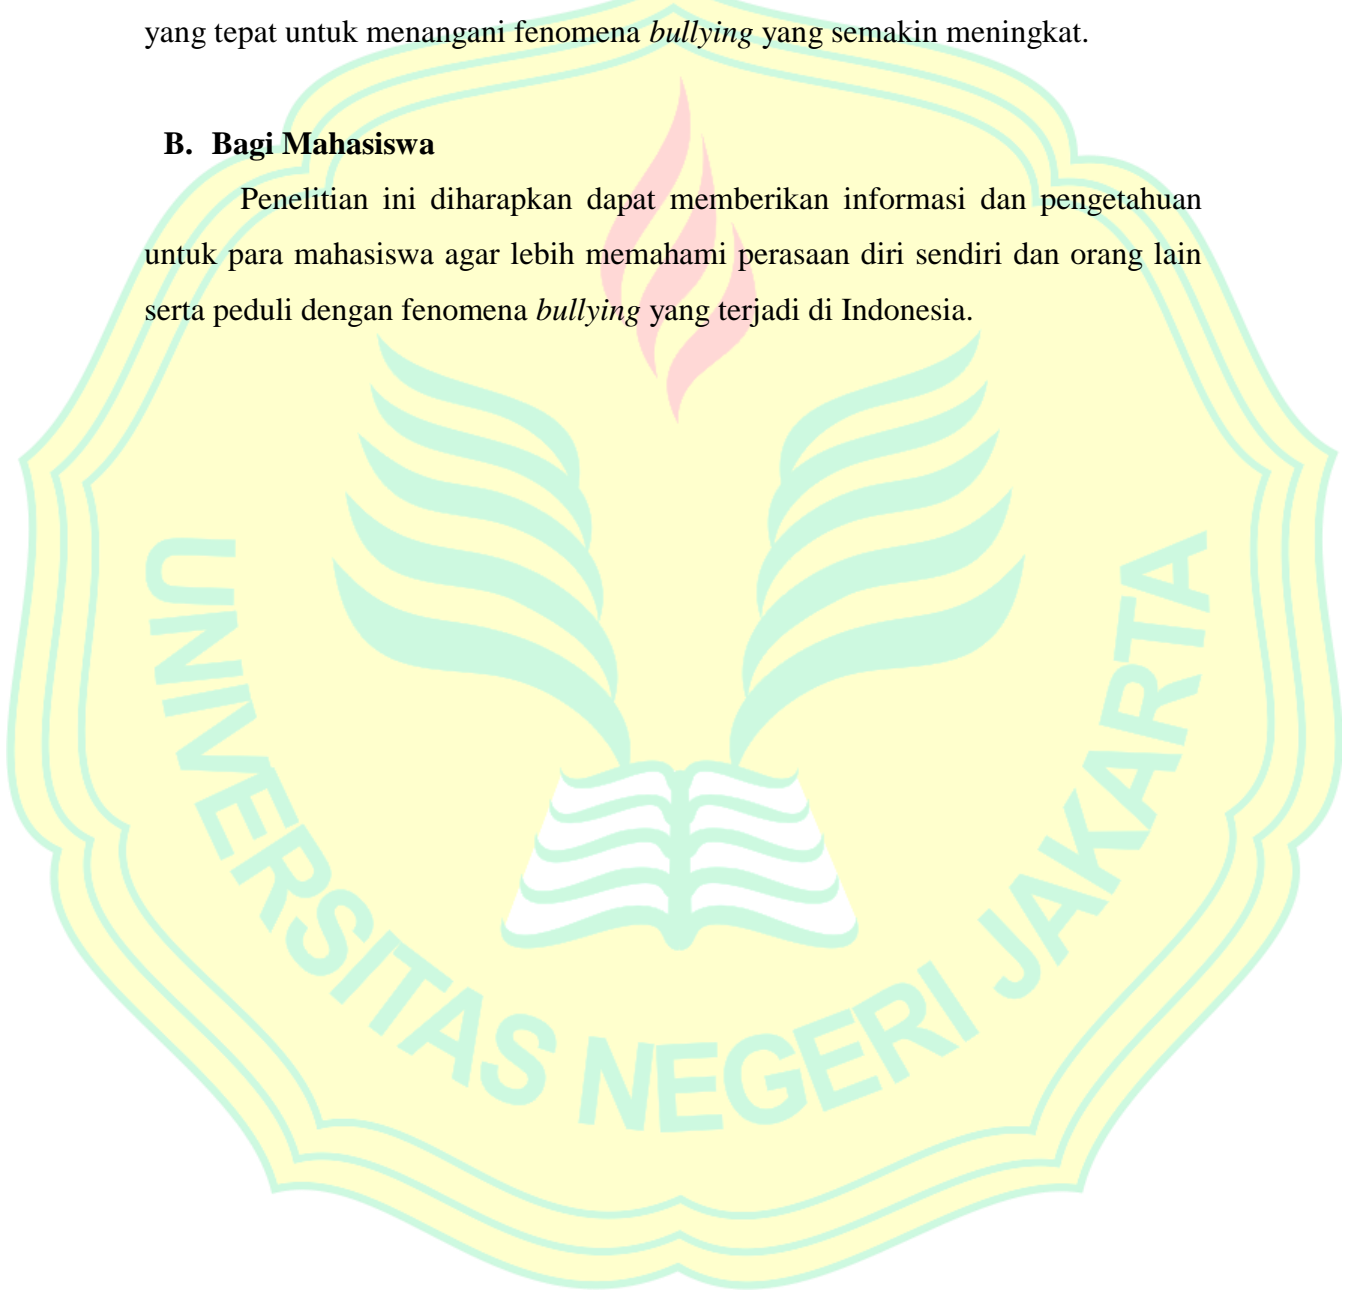 yang tepat untuk menangani fenomena bullying yang semakin meningkat.
B. Bagi Mahasiswa
Penelitian ini diharapkan dapat memberikan informasi dan pengetahuan
untuk para mahasiswa agar lebih memahami perasaan diri sendiri dan orang lain
serta peduli dengan fenomena bullying yang terjadi di Indonesia.
UNIVERSITAS NEGERI JAKARTA